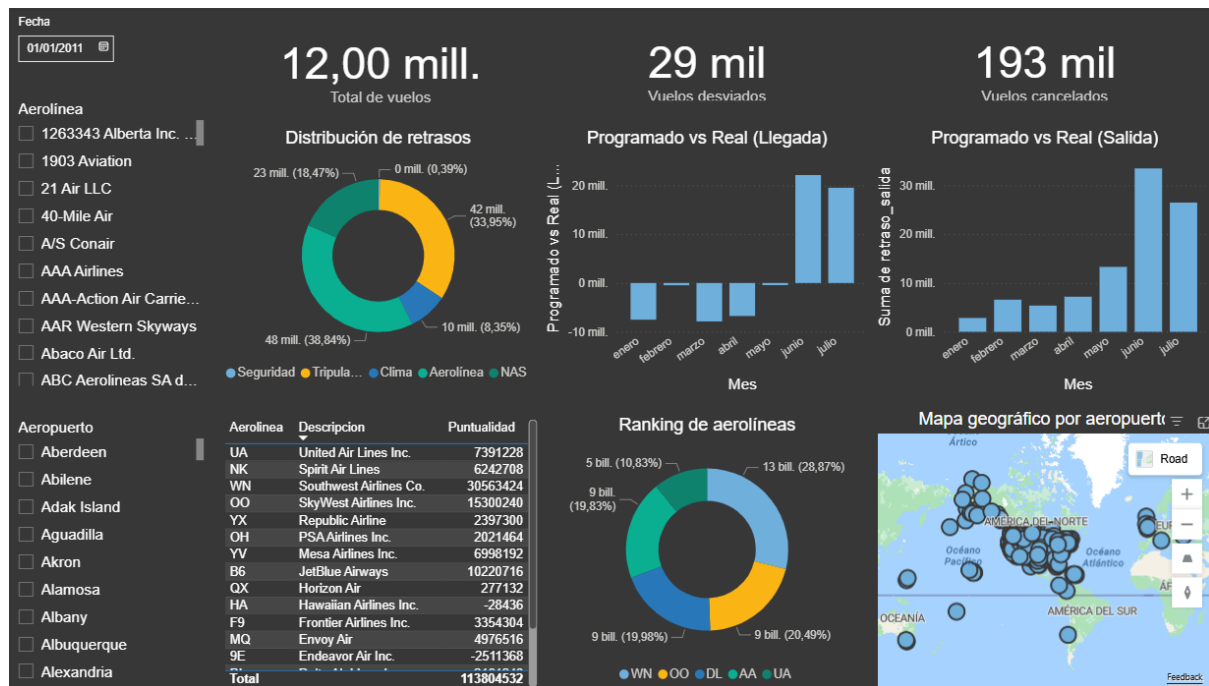 Fecha
01/01/2011
12,00 mill.
Total de vuelos
29 mil
Vuelos desviados
193 mil
Vuelos cancelados
Aerolínea
1263343 Alberta Inc. ...
1903 Aviation
21 Air LLC
40-Mile Air
A/S Conair
AAA Airlines
AAA-Action Air Carrie...
AAR Western Skyways
Abaco Air Ltd.
ABC Aerolineas SA d...
Distribución de retrasos
0 mill. (0,39%)
23 mill. (18,47%)
42 mill.
(33,95%)
10 mill. (8,35%)
48 mill. (38,84%)
Seguridad Tripula... Clima Aerolínea NAS
Programado vs Real (Llegada)
Programado vs Real (L...
20 mill.
10 mill.
0 mill.
-10 mill.
enero febrero marzo abril mayo junio julio
Mes
Programado vs Real (Salida)
Suma de retraso_salida
30 mill.
20 mill.
10 mill.
0 mill.
enero febrero marzo abril mayo junio julio
Mes
Aeropuerto
Aberdeen
Abilene
Adak Island
Aguadilla
Akron
Alamosa
Albany
Albuquerque
Alexandria
Aerolinea Descripcion Puntualidad
UA United Air Lines Inc. 7391228
NK Spirit Air Lines 6242708
WN Southwest Airlines Co. 30563424
OO SkyWest Airlines Inc. 15300240
YX Republic Airline 2397300
OH PSA Airlines Inc. 2021464
YV Mesa Airlines Inc. 6998192
B6 JetBlue Airways 10220716
QX Horizon Air 277132
HA Hawaiian Airlines Inc. -28436
F9 Frontier Airlines Inc. 3354304
MQ Envoy Air 4976516
9E Endeavor Air Inc. -2511368
Total 113804532
Ranking de aerolíneas
5 bill. (10,83%)
13 bill. (28,87%)
9 bill.
(19,83%)
9 bill. (19,98%)
9 bill. (20,49%)
WN OO DL AA UA
Mapa geográfico por aeropuerto
Ártico
Road
AMÉRICA DEL NORTE
EUR
Océano
Pacífico
Océano
Atlántico
ÁF
OCEANÍA
AMÉRICA DEL SUR
Feedback